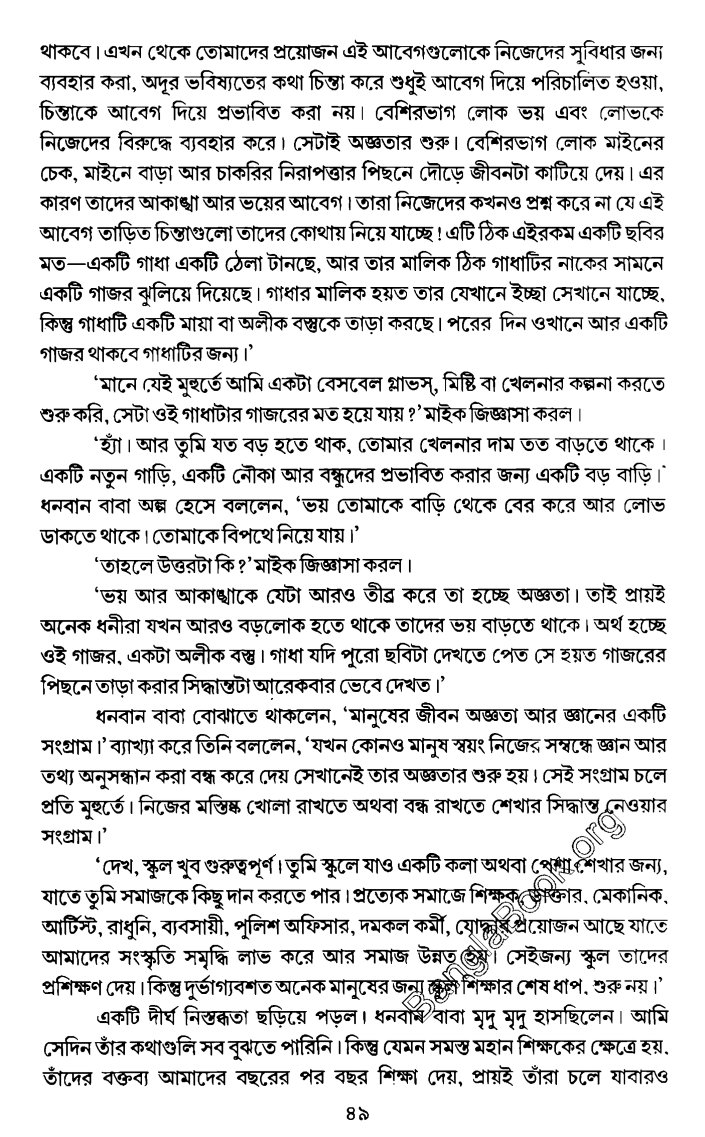 থাকবে। এখন থেকে তোমাদের প্রয়োজন এই আবেগগুলোকে নিজেদের সুবিধার জন্য
ব্যবহার করা, অদূর ভবিষ্যতের কথা চিন্তা করে শুধুই আবেগ দিয়ে পরিচালিত হওয়া,
চিন্তাকে আবেগ দিয়ে প্রভাবিত করা নয়। বেশিরভাগ লোক ভয় এবং লোভকে
নিজেদের বিরুদ্ধে ব্যবহার করে। সেটাই অজ্ঞতার শুরু। বেশিরভাগ লোক মাইনের
চেক, মাইনে বাড়া আর চাকরির নিরাপত্তার পিছনে দৌড়ে জীবনটা কাটিয়ে দেয়। এর
কারণ তাদের আকাঙ্খা আর ভয়ের আবেগ। তারা নিজেদের কখনও প্রশ্ন করে না যে এই
আবেগ তাড়িত চিন্তাগুলো তাদের কোথায় নিয়ে যাচ্ছে! এটি ঠিক এইরকম একটি ছবির
মত—একটি গাধা একটি ঠেলা টানছে, আর তার মালিক ঠিক গাধাটির নাকের সামনে
একটি গাজর ঝুলিয়ে দিয়েছে। গাধার মালিক হয়ত তার যেখানে ইচ্ছা সেখানে যাচ্ছে,
কিন্তু গাধাটি একটি মায়া বা অলীক বস্তুকে তাড়া করছে। পরের দিন ওখানে আর একটি
গাজর থাকবে গাধাটির জন্য।’
‘মানে যেই মুহুর্তে আমি একটা বেসবেল গ্লাভস্, মিষ্টি বা খেলনার কল্পনা করতে
শুরু করি, সেটা ওই গাধাটার গাজরের মত হয়ে যায়?’ মাইক জিজ্ঞাসা করল।
‘হ্যাঁ। আর তুমি যত বড় হতে থাক, তোমার খেলনার দাম তত বাড়তে থাকে।
একটি নতুন গাড়ি, একটি নৌকা আর বন্ধুদের প্রভাবিত করার জন্য একটি বড় বাড়ি।’
ধনবান বাবা অল্প হেসে বললেন, ‘ভয় তোমাকে বাড়ি থেকে বের করে আর লোভ
ডাকতে থাকে। তোমাকে বিপথে নিয়ে যায়।’
‘তাহলে উত্তরটা কি?’ মাইক জিজ্ঞাসা করল।
‘ভয় আর আকাঙ্খাকে যেটা আরও তীব্র করে তা হচ্ছে অজ্ঞতা। তাই প্রায়ই
অনেক ধনীরা যখন আরও বড়লোক হতে থাকে তাদের ভয় বাড়তে থাকে। অর্থ হচ্ছে
ওই গাজর, একটা অলীক বস্তু। গাধা যদি পুরো ছবিটা দেখতে পেত সে হয়ত গাজরের
পিছনে তাড়া করার সিদ্ধান্তটা আরেকবার ভেবে দেখত।’
ধনবান বাবা বোঝাতে থাকলেন, ‘মানুষের জীবন অজ্ঞতা আর জ্ঞানের একটি
সংগ্রাম।’ ব্যাখ্যা করে তিনি বললেন, ‘যখন কোনও মানুষ স্বয়ং নিজের সম্বন্ধে জ্ঞান আর
তথ্য অনুসন্ধান করা বন্ধ করে দেয় সেখানেই তার অজ্ঞতার শুরু হয়। সেই সংগ্রাম চলে
প্রতি মুহুর্তে। নিজের মস্তিষ্ক খোলা রাখতে অথবা বন্ধ রাখতে শেখার সিদ্ধান্ত নেওয়ার
সংগ্রাম।’
‘দেখ, স্কুল খুব গুরুত্বপূর্ণ। তুমি স্কুলে যাও একটি কলা অথবা পেশা শেখার জন্য,
যাতে তুমি সমাজকে কিছু দান করতে পার। প্রত্যেক সমাজে শিক্ষক, ডাক্তার, মেকানিক,
আর্টিস্ট, রাধুনি, ব্যবসায়ী, পুলিশ অফিসার, দমকল কর্মী, যোদ্ধার প্রয়োজন আছে যাতে
আমাদের সংস্কৃতি সমৃদ্ধি লাভ করে আর সমাজ উন্নত হয়। সেইজন্য স্কুল তাদের
প্রশিক্ষণ দেয়। কিন্তু দুর্ভাগ্যবশত অনেক মানুষের জন্য স্কুল শিক্ষার শেষ ধাপ, শুরু নয়।’
একটি দীর্ঘ নিস্তব্ধতা ছড়িয়ে পড়ল। ধনবান বাবা মৃদু মৃদু হাসছিলেন। আমি
সেদিন তাঁর কথাগুলি সব বুঝতে পারিনি। কিন্তু যেমন সমস্ত মহান শিক্ষকের ক্ষেত্রে হয়,
তাঁদের বক্তব্য আমাদের বছরের পর বছর শিক্ষা দেয়, প্রায়ই তাঁরা চলে যাবারও
৪৯
BanglaBook.org